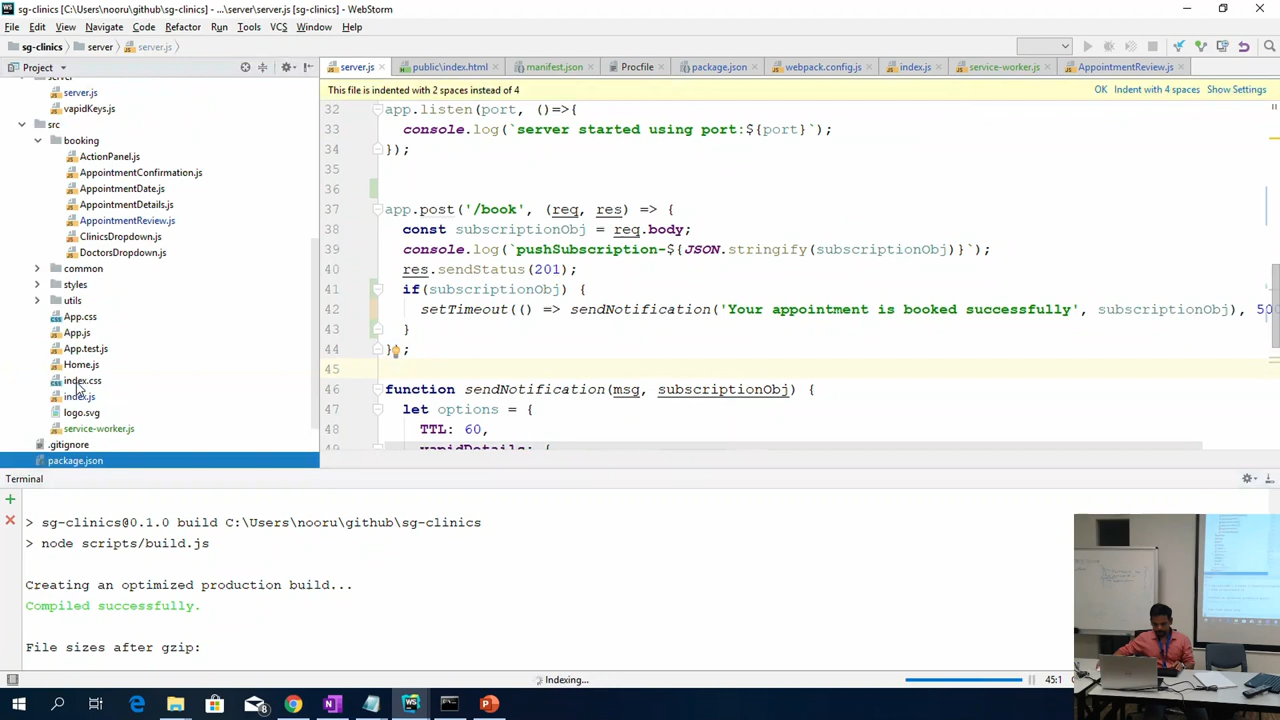 sg-clinics [C:\Users\nooru\github\sg-clinics] - ...\server\server.js [sg-clinics] - WebStorm
File Edit View Navigate Code Refactor Run Tools VCS Window Help
sg-clinics server server.js
Project
server.js public\index.html manifest.json Procfile package.json webpack.config.js index.js service-worker.js AppointmentReview.js
This file is indented with 2 spaces instead of 4 OK Indent with 4 spaces Show Settings
server
server.js
vapidKeys.js
src
booking
ActionPanel.js
AppointmentConfirmation.js
AppointmentDate.js
AppointmentDetails.js
AppointmentReview.js
ClinicsDropdown.js
DoctorsDropdown.js
common
styles
utils
App.css
App.js
App.test.js
Home.js
index.css
index.js
logo.svg
service-worker.js
.gitignore
package.json
32 app.listen(port, ()=>{
33 console.log(`server started using port:${port}`);
34 });
35
36
37 app.post('/book', (req, res) => {
38 const subscriptionObj = req.body;
39 console.log(`pushSubscription-${JSON.stringify(subscriptionObj)}`);
40 res.sendStatus(201);
41 if(subscriptionObj) {
42 setTimeout(() => sendNotification('Your appointment is booked successfully', subscriptionObj), 50
43 }
44 });
45
46 function sendNotification(msg, subscriptionObj) {
47 let options = {
48 TTL: 60,
49 vapidDetails: {
Terminal
> sg-clinics@0.1.0 build C:\Users\nooru\github\sg-clinics
> node scripts/build.js
Creating an optimized production build...
Compiled successfully.
File sizes after gzip:
Indexing... 45:1
8